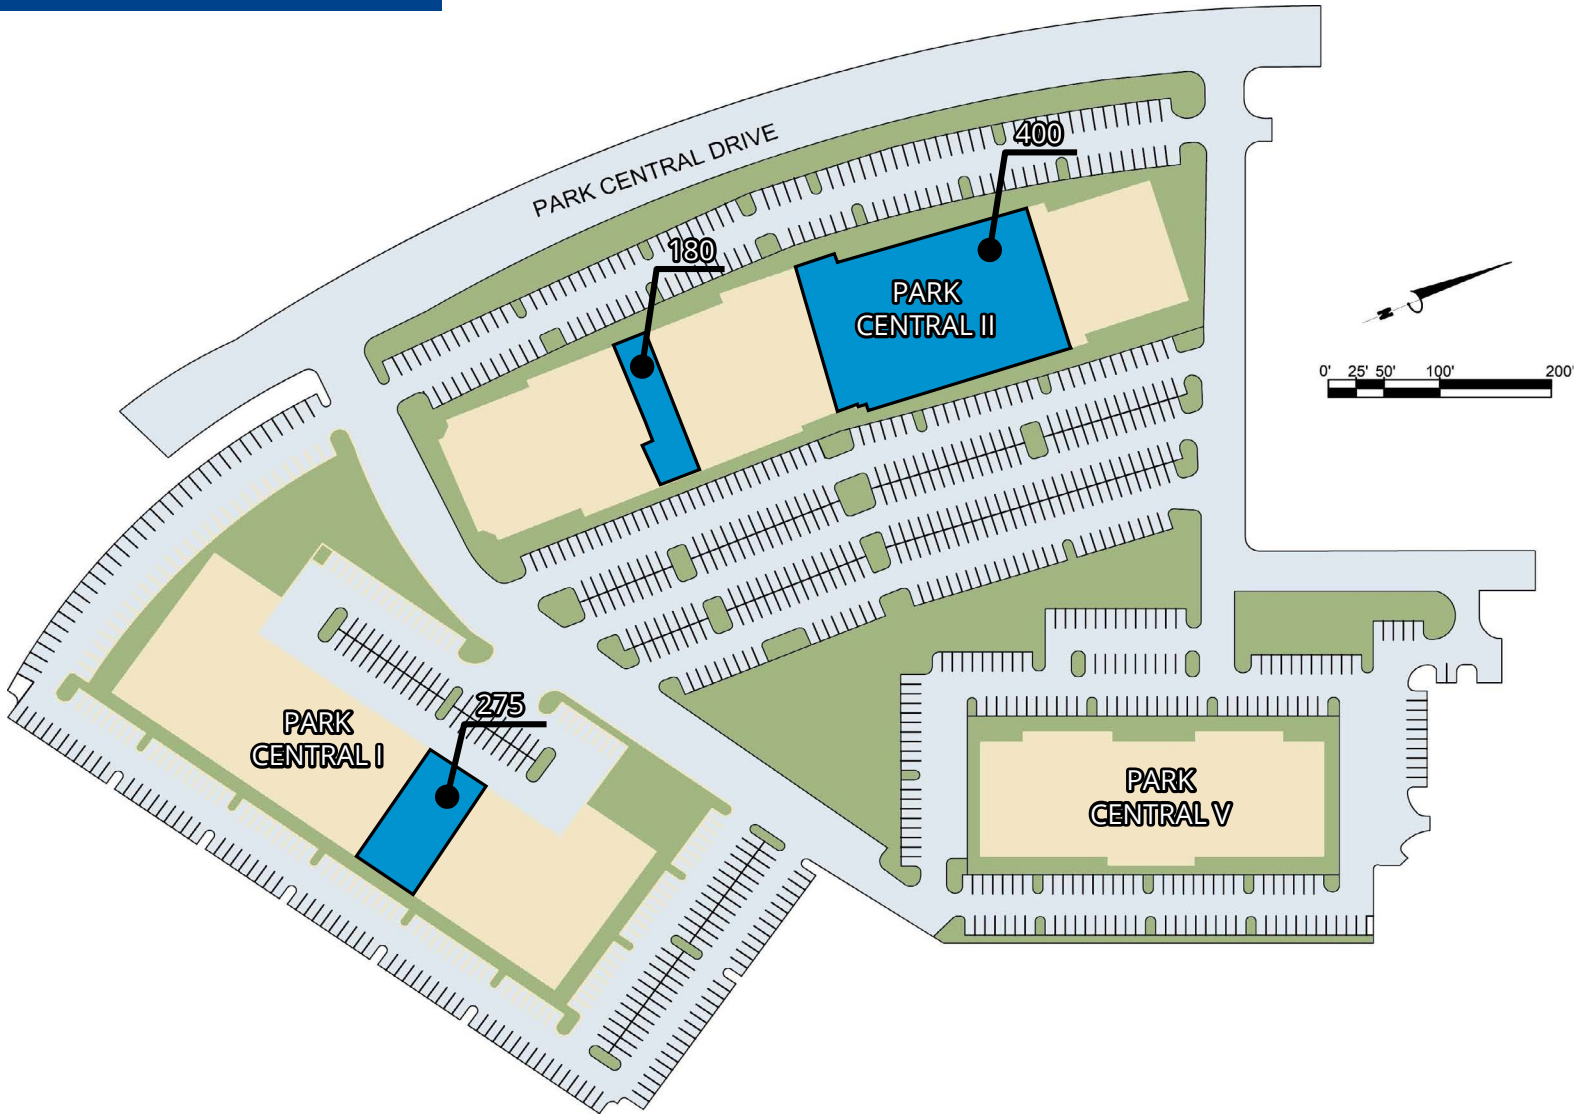 PARK CENTRAL DRIVE
400
180
PARK
CENTRAL II
N
0' 25' 50' 100' 200'
275
PARK
CENTRAL I
PARK
CENTRAL V